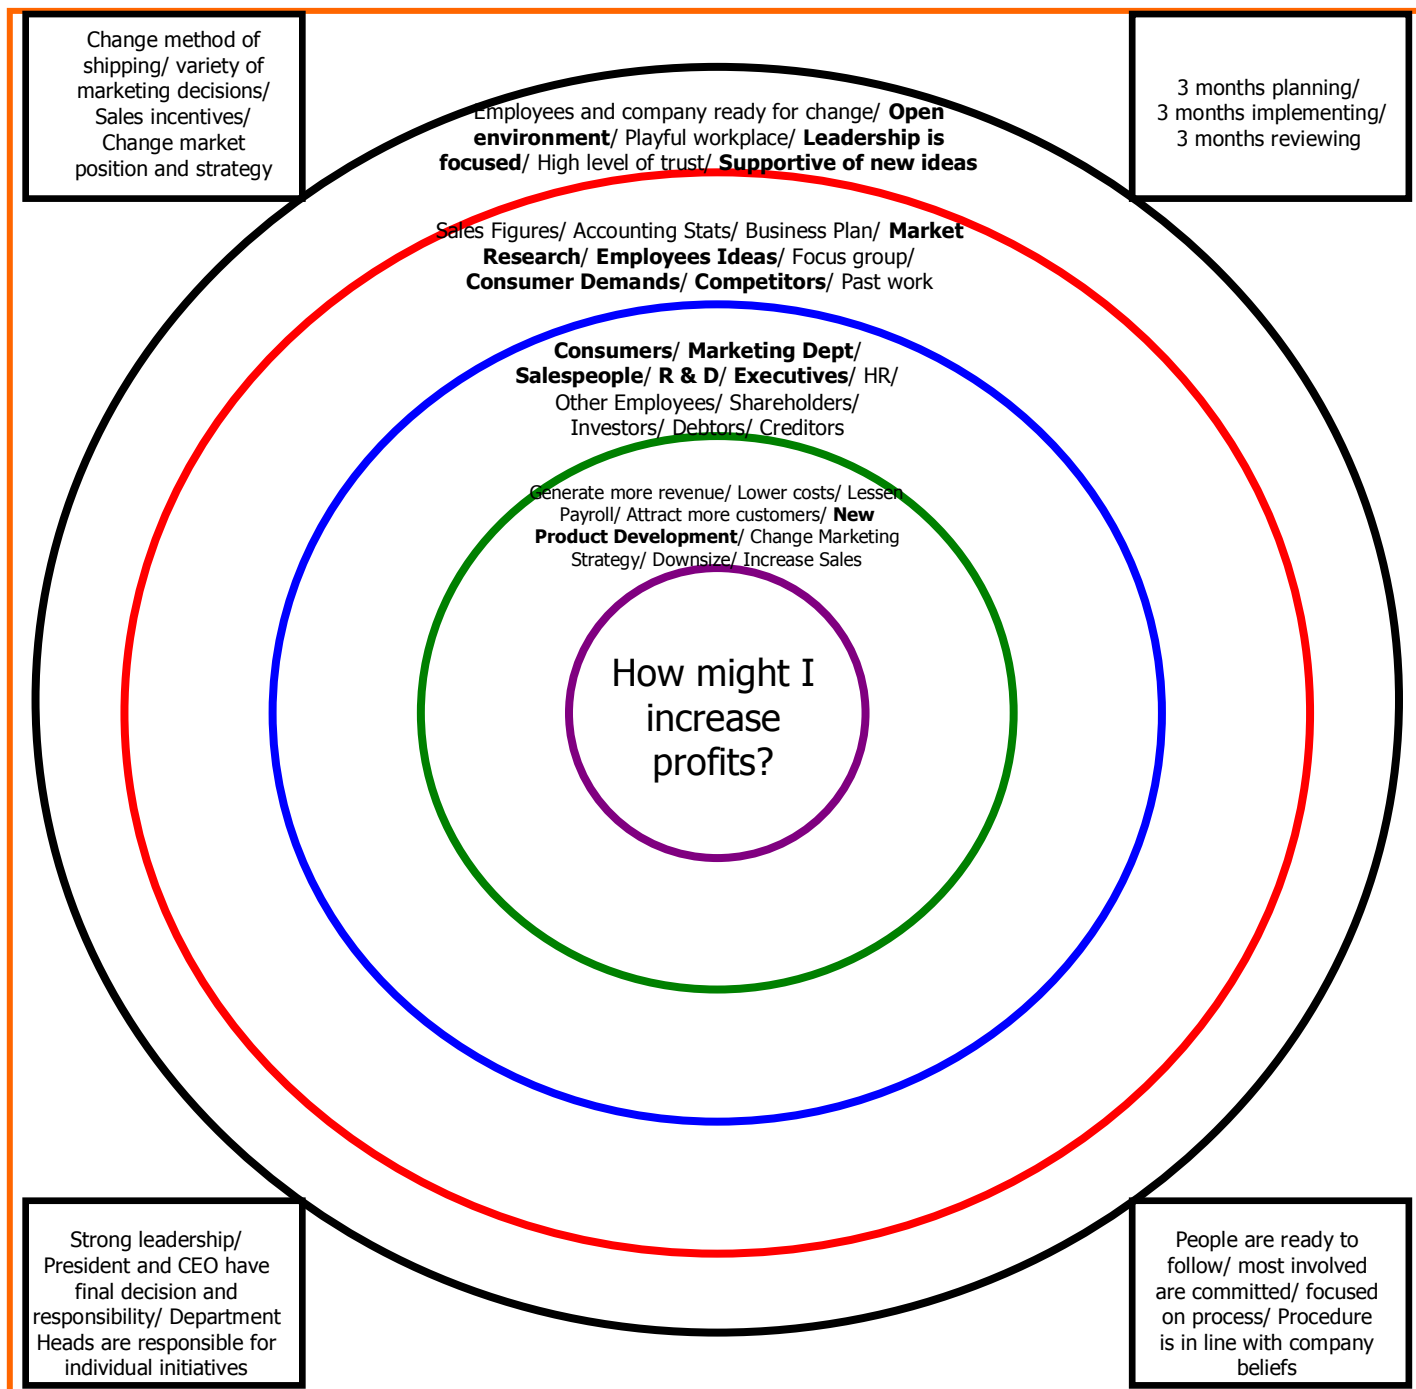 Change method of
shipping/ variety of
marketing decisions/
Sales incentives/
Change market
position and strategy
3 months planning/
3 months implementing/
3 months reviewing
Employees and company ready for change/ Open
environment/ Playful workplace/ Leadership is
focused/ High level of trust/ Supportive of new ideas
Sales Figures/ Accounting Stats/ Business Plan/ Market
Research/ Employees Ideas/ Focus group/
Consumer Demands/ Competitors/ Past work
Consumers/ Marketing Dept/
Salespeople/ R & D/ Executives/ HR/
Other Employees/ Shareholders/
Investors/ Debtors/ Creditors
Generate more revenue/ Lower costs/ Lessen
Payroll/ Attract more customers/ New
Product Development/ Change Marketing
Strategy/ Downsize/ Increase Sales
How might I
increase
profits?
Strong leadership/
President and CEO have
final decision and
responsibility/ Department
Heads are responsible for
individual initiatives
People are ready to
follow/ most involved
are committed/ focused
on process/ Procedure
is in line with company
beliefs